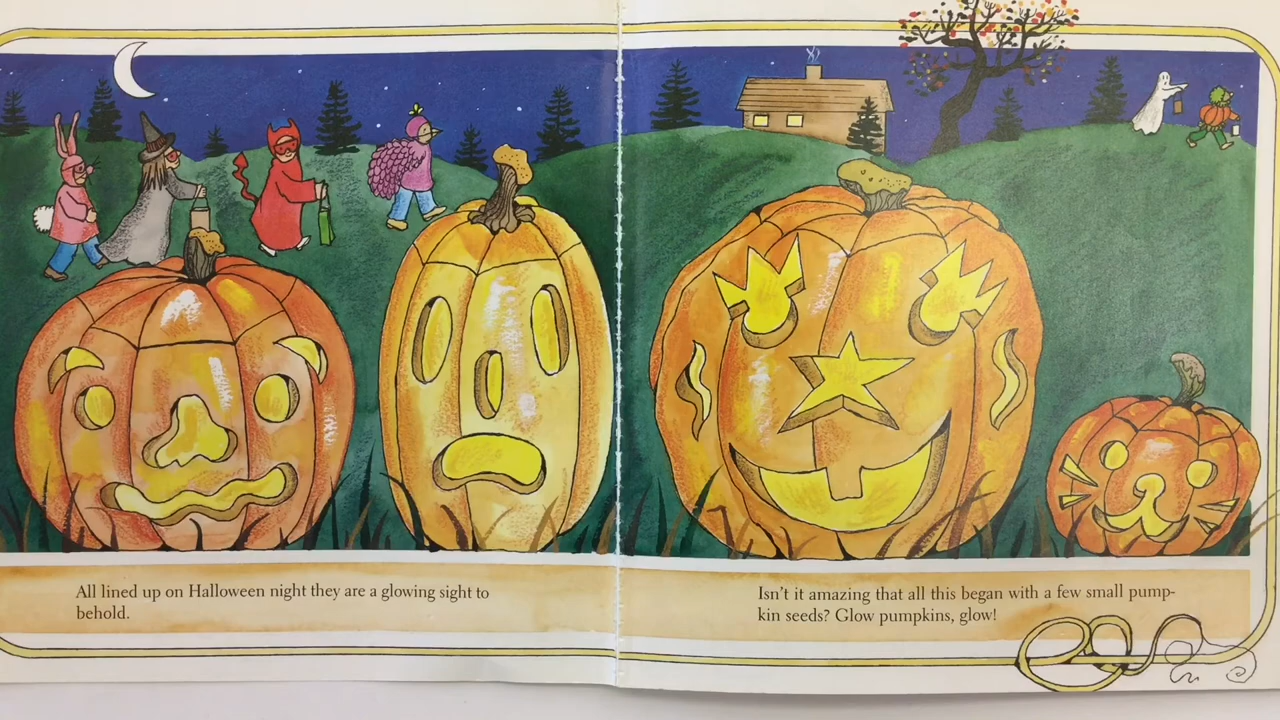 All lined up on Halloween night they are a glowing sight to
behold.
Isn't it amazing that all this began with a few small pump-
kin seeds? Glow pumpkins, glow!